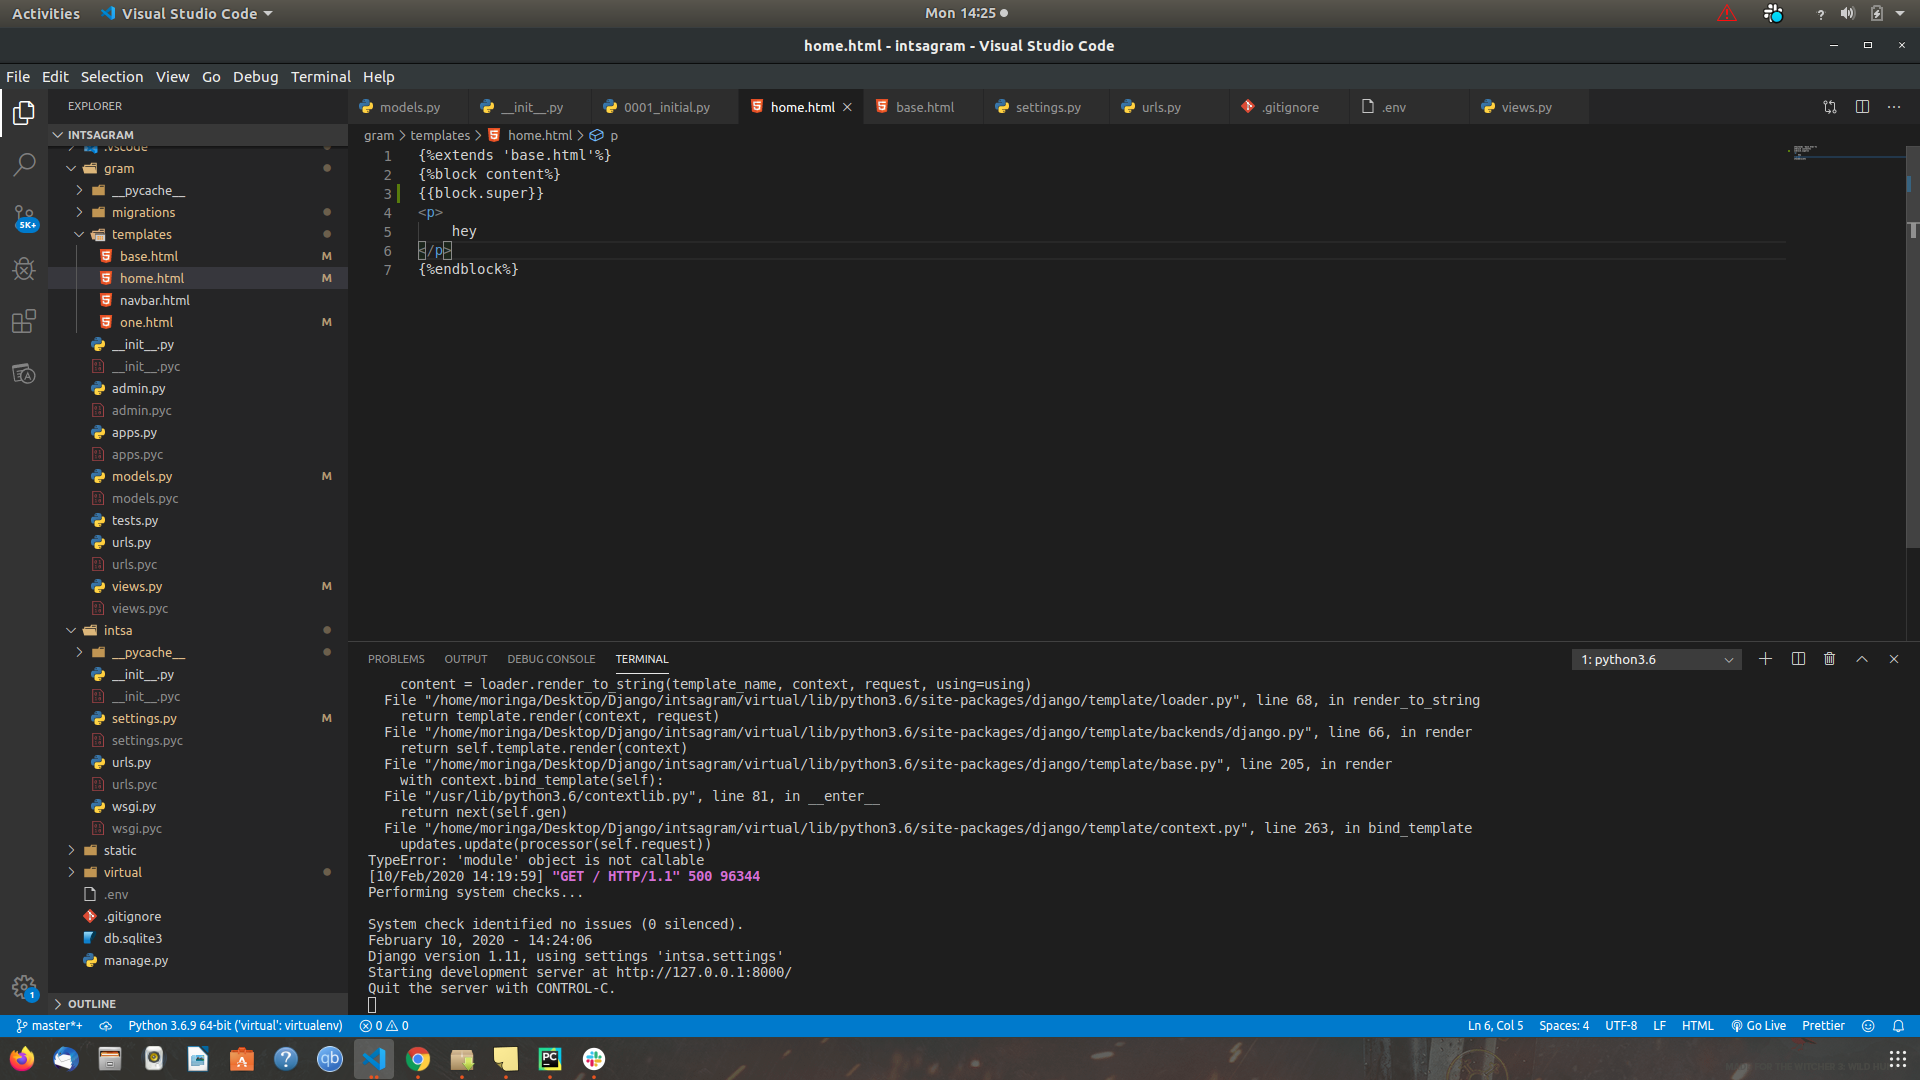 Activities
Visual Studio Code
Mon 14:25
home.html - intsagram - Visual Studio Code
File Edit Selection View Go Debug Terminal Help
EXPLORER
INTSAGRAM
.vscode
gram
__pycache__
migrations
templates
base.html M
home.html M
navbar.html
one.html M
__init__.py
__init__.pyc
admin.py
admin.pyc
apps.py
apps.pyc
models.py M
models.pyc
tests.py
urls.py
urls.pyc
views.py M
views.pyc
intsa
__pycache__
__init__.py
__init__.pyc
settings.py M
settings.pyc
urls.py
urls.pyc
wsgi.py
wsgi.pyc
static
virtual
.env
.gitignore
db.sqlite3
manage.py
OUTLINE
5K+
1
models.py __init__.py 0001_initial.py home.html base.html settings.py urls.py .gitignore .env views.py
gram > templates > home.html > p
1 {%extends 'base.html'%}
2 {%block content%}
3 {{block.super}}
4 <p>
5 hey
6 </p>
7 {%endblock%}
PROBLEMS OUTPUT DEBUG CONSOLE TERMINAL
1: python3.6
content = loader.render_to_string(template_name, context, request, using=using)
File "/home/moringa/Desktop/Django/intsagram/virtual/lib/python3.6/site-packages/django/template/loader.py", line 68, in render_to_string
return template.render(context, request)
File "/home/moringa/Desktop/Django/intsagram/virtual/lib/python3.6/site-packages/django/template/backends/django.py", line 66, in render
return self.template.render(context)
File "/home/moringa/Desktop/Django/intsagram/virtual/lib/python3.6/site-packages/django/template/base.py", line 205, in render
with context.bind_template(self):
File "/usr/lib/python3.6/contextlib.py", line 81, in __enter__
return next(self.gen)
File "/home/moringa/Desktop/Django/intsagram/virtual/lib/python3.6/site-packages/django/template/context.py", line 263, in bind_template
updates.update(processor(self.request))
TypeError: 'module' object is not callable
[10/Feb/2020 14:19:59] "GET / HTTP/1.1" 500 96344
Performing system checks...
System check identified no issues (0 silenced).
February 10, 2020 - 14:24:06
Django version 1.11, using settings 'intsa.settings'
Starting development server at http://127.0.0.1:8000/
Quit the server with CONTROL-C.
master*+
Python 3.6.9 64-bit ('virtual': virtualenv)
0 0
Ln 6, Col 5 Spaces: 4 UTF-8 LF HTML Go Live Prettier
qb
PC